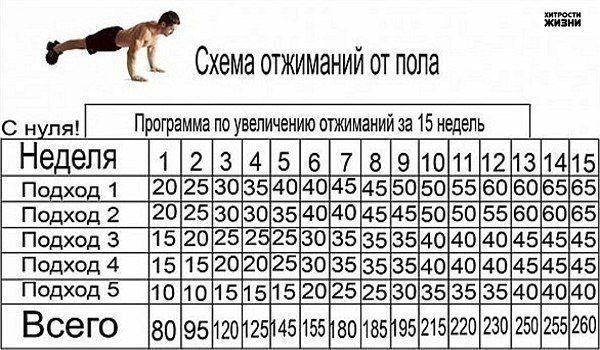 ХИТРОСТИ
ЖИЗНИ
Схема отжиманий от пола
С нуля! Программа по увеличению отжиманий за 15 недель
Неделя 1 2 3 4 5 6 7 8 9 10 11 12 13 14 15
Подход 1 20 25 30 35 40 40 45 45 50 50 55 60 60 65 65
Подход 2 20 25 30 30 35 40 40 45 45 50 50 55 60 60 65
Подход 3 15 20 25 25 25 30 35 35 35 40 40 40 45 45 45
Подход 4 15 15 20 20 25 30 35 35 35 40 40 40 45 45 45
Подход 5 10 10 15 15 15 20 25 25 30 35 35 35 40 40 40
Всего 80 95 120 125 145 155 180 185 195 215 220 230 250 255 260